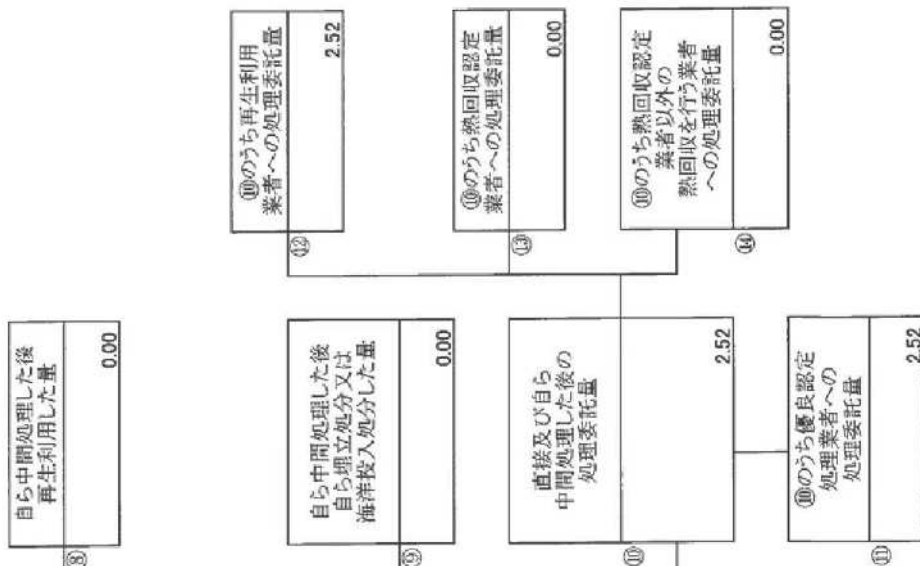 ⑧
自ら中間処理した後
再生利用した量
0.00
⑨
自ら中間処理した後
自ら埋立処分又は
海洋投入処分した量
0.00
⑩
直接及び自ら
中間処理した後の
処理委託量
2.52
⑪
⑩のうち優良認定
処理業者への
処理委託量
2.52
⑫
⑩のうち再生利用
業者への処理委託量
2.52
⑬
⑩のうち熱回収認定
業者への処理委託量
0.00
⑭
⑩のうち熱回収認定
業者以外の
熱回収を行う業者
への処理委託量
0.00